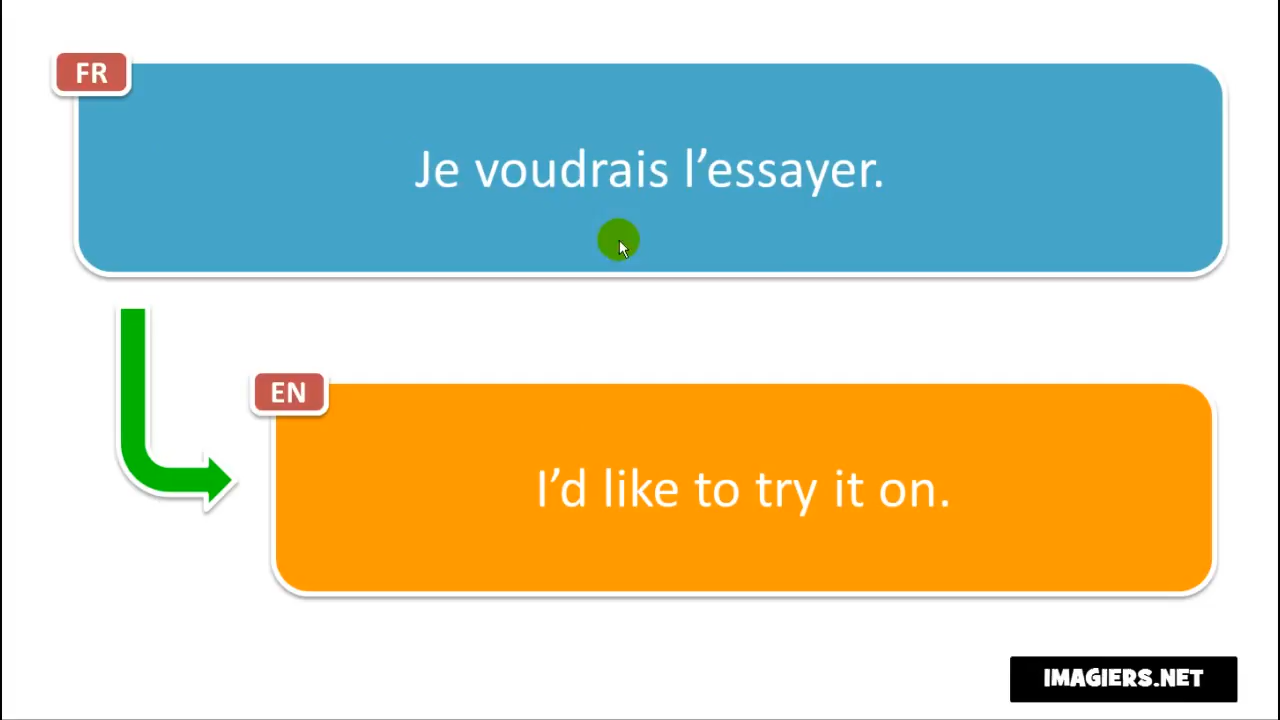 FR
Je voudrais l’essayer.
EN
I’d like to try it on.
IMAGIERS.NET